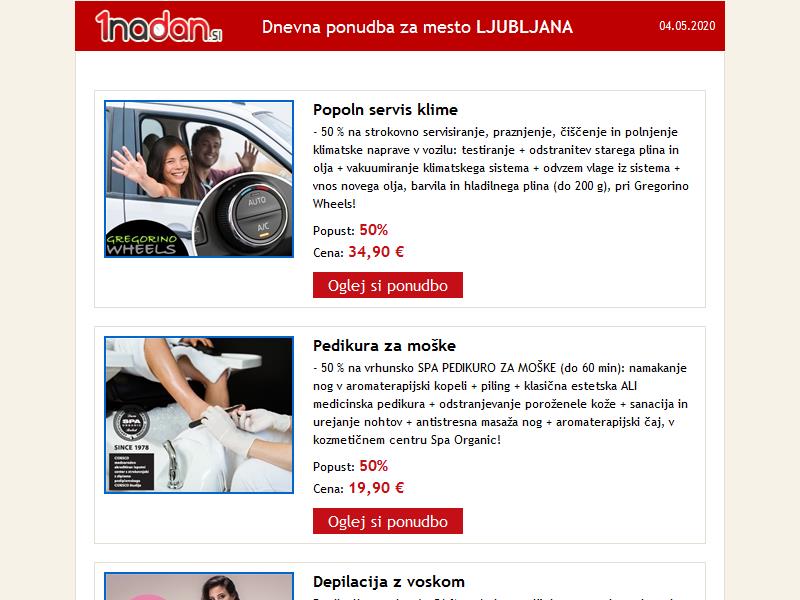 1nadan.si
Dnevna ponudba za mesto LJUBLJANA
04.05.2020
Popoln servis klime
- 50 % na strokovno servisiranje, praznjenje, čiščenje in polnjenje
klimatske naprave v vozilu: testiranje + odstranitev starega plina in
olja + vakuumiranje klimatskega sistema + odvzem vlage iz sistema +
vnos novega olja, barvila in hladilnega plina (do 200 g), pri Gregorino
Wheels!
Popust: 50%
Cena: 34,90 €
Oglej si ponudbo
AUTO
A/C
GREGORINO
WHEELS
Pedikura za moške
- 50 % na vrhunsko SPA PEDIKURO ZA MOŠKE (do 60 min): namakanje
nog v aromaterapijski kopeli + piling + klasična estetska ALI
medicinska pedikura + odstranjevanje poroženele kože + sanacija in
urejanje nohtov + antistresna masaža nog + aromaterapijski čaj, v
kozmetičnem centru Spa Organic!
Popust: 50%
Cena: 19,90 €
Oglej si ponudbo
SPA
ORGANIC
SINCE 1978
Depilacija z voskom